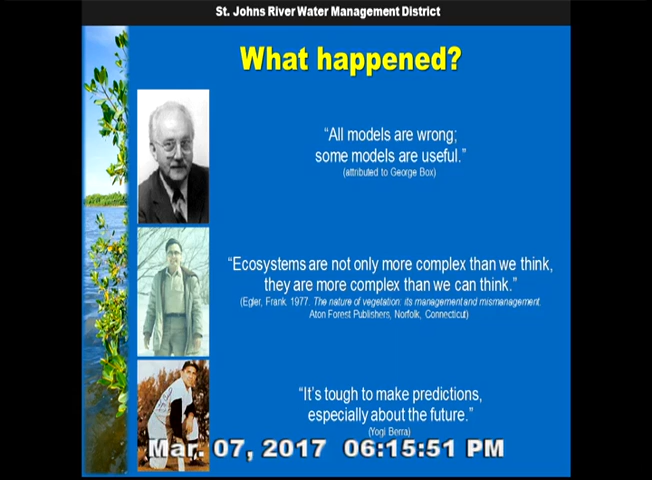 St. Johns River Water Management District
What happened?
“All models are wrong;
some models are useful.”
(attributed to George Box)
“Ecosystems are not only more complex than we think,
they are more complex than we can think.”
(Egler, Frank. 1977. The nature of vegetation: its management and mismanagement.
Aton Forest Publishers, Norfolk, Connecticut)
“It’s tough to make predictions,
especially about the future.”
(Yogi Berra)
Mar. 07, 2017 06:15:51 PM